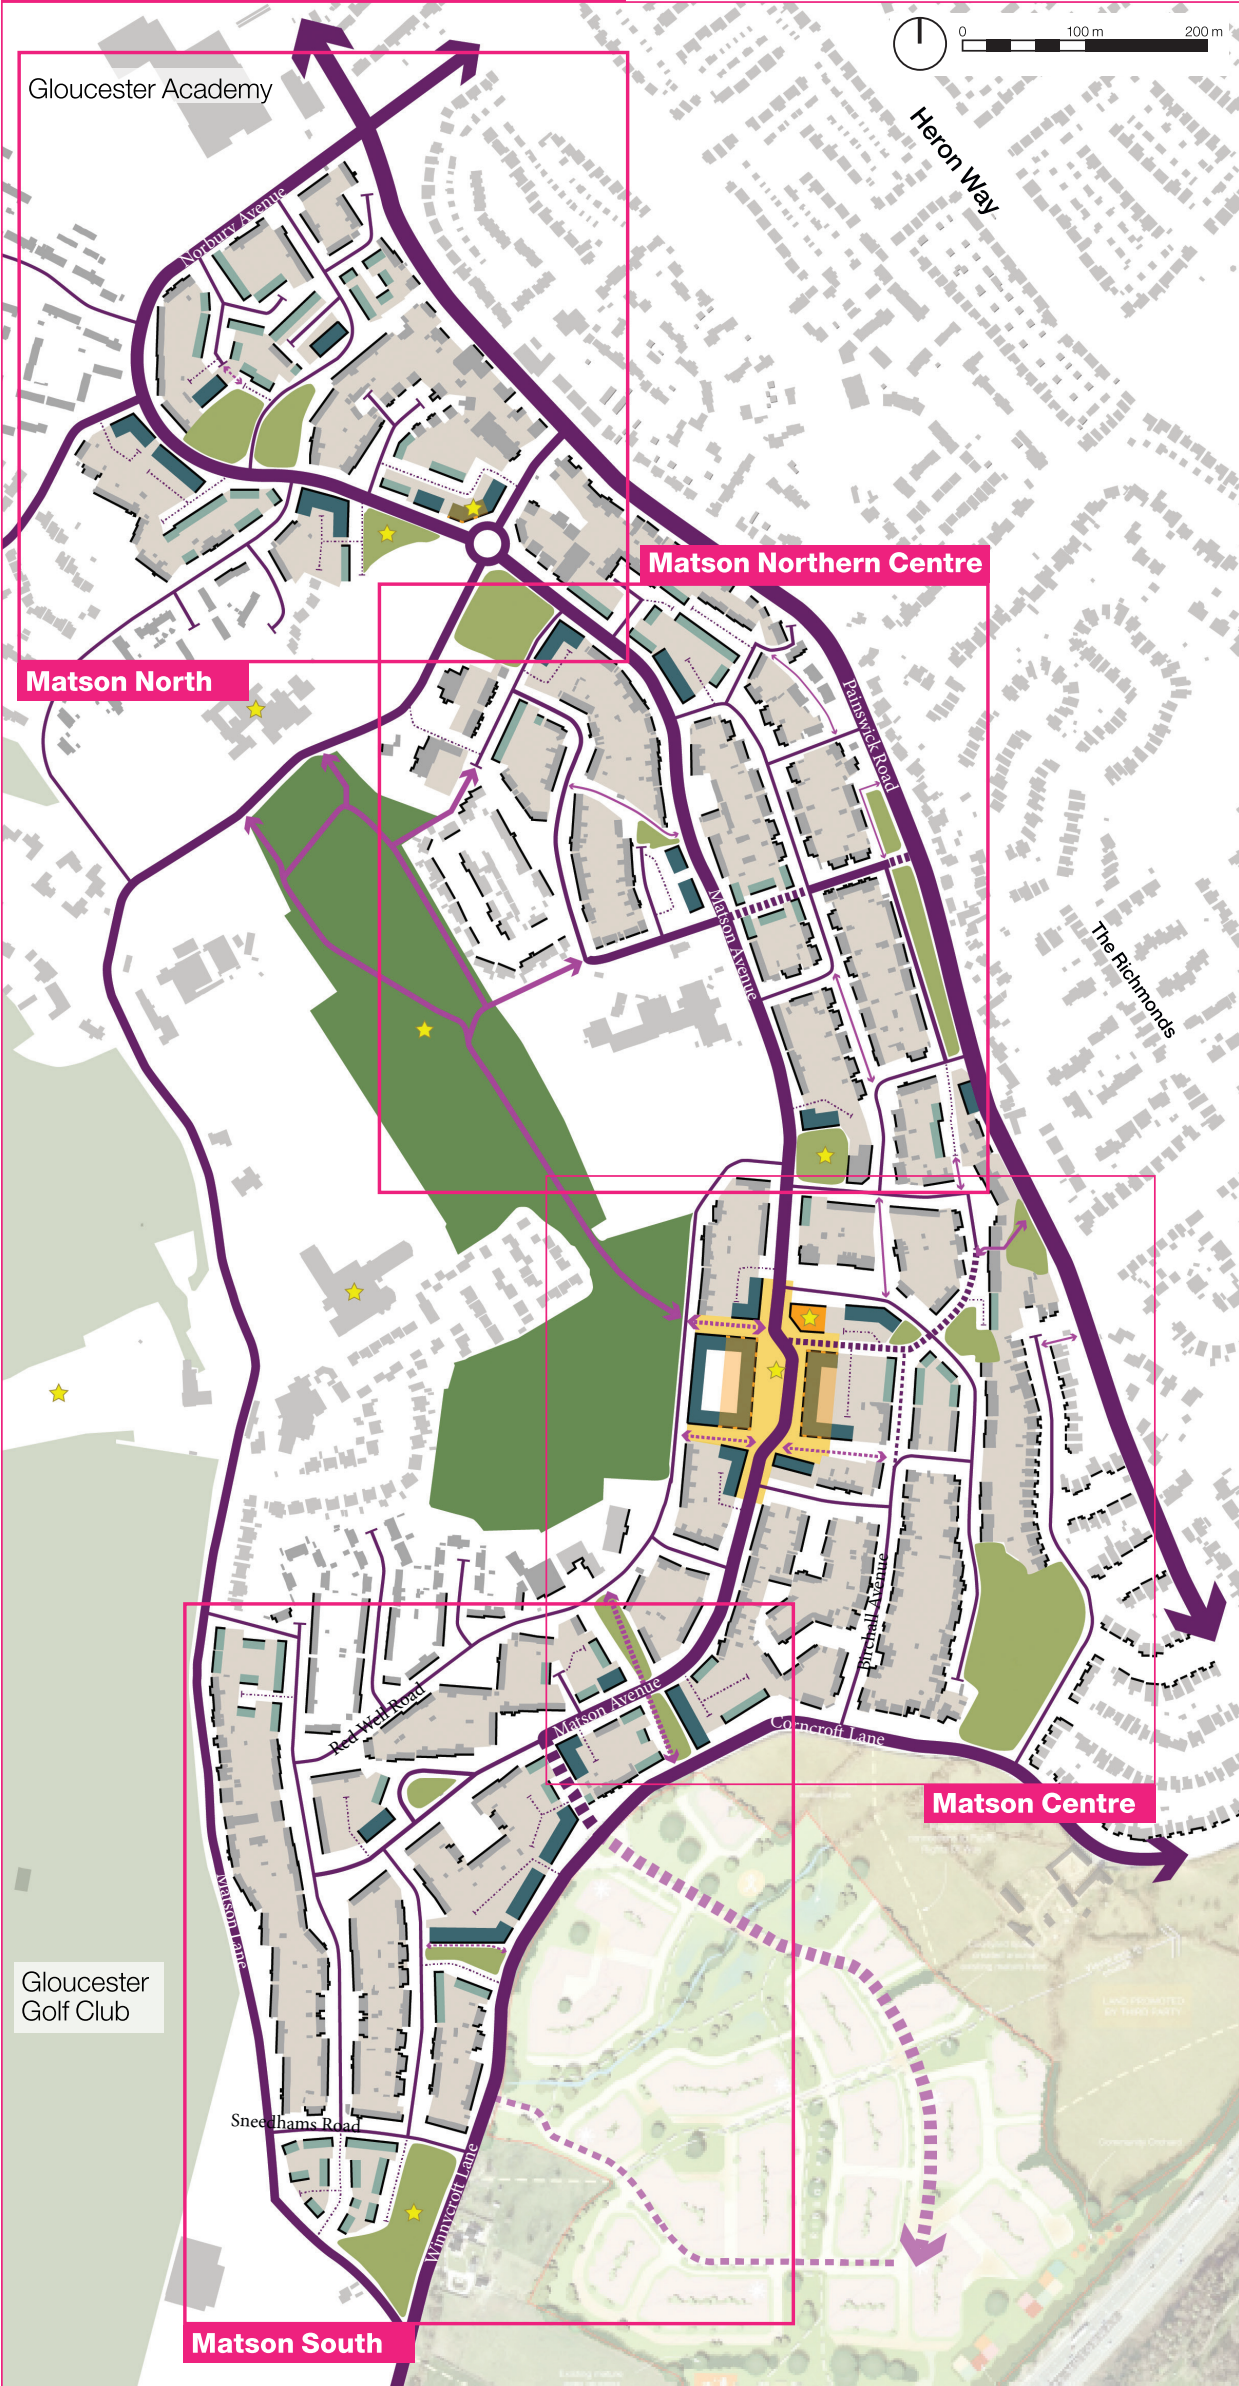 0 100 m 200 m
Gloucester Academy
Heron Way
Norbury Avenue
Matson Northern Centre
Matson North
Painswick Road
Matson Avenue
The Richmonds
Birchall Avenue
Red Well Road
Matson Avenue
Corncroft Lane
Matson Centre
Matson Lane
Gloucester
Golf Club
Sneedhams Road
Winnycroft Lane
Matson South